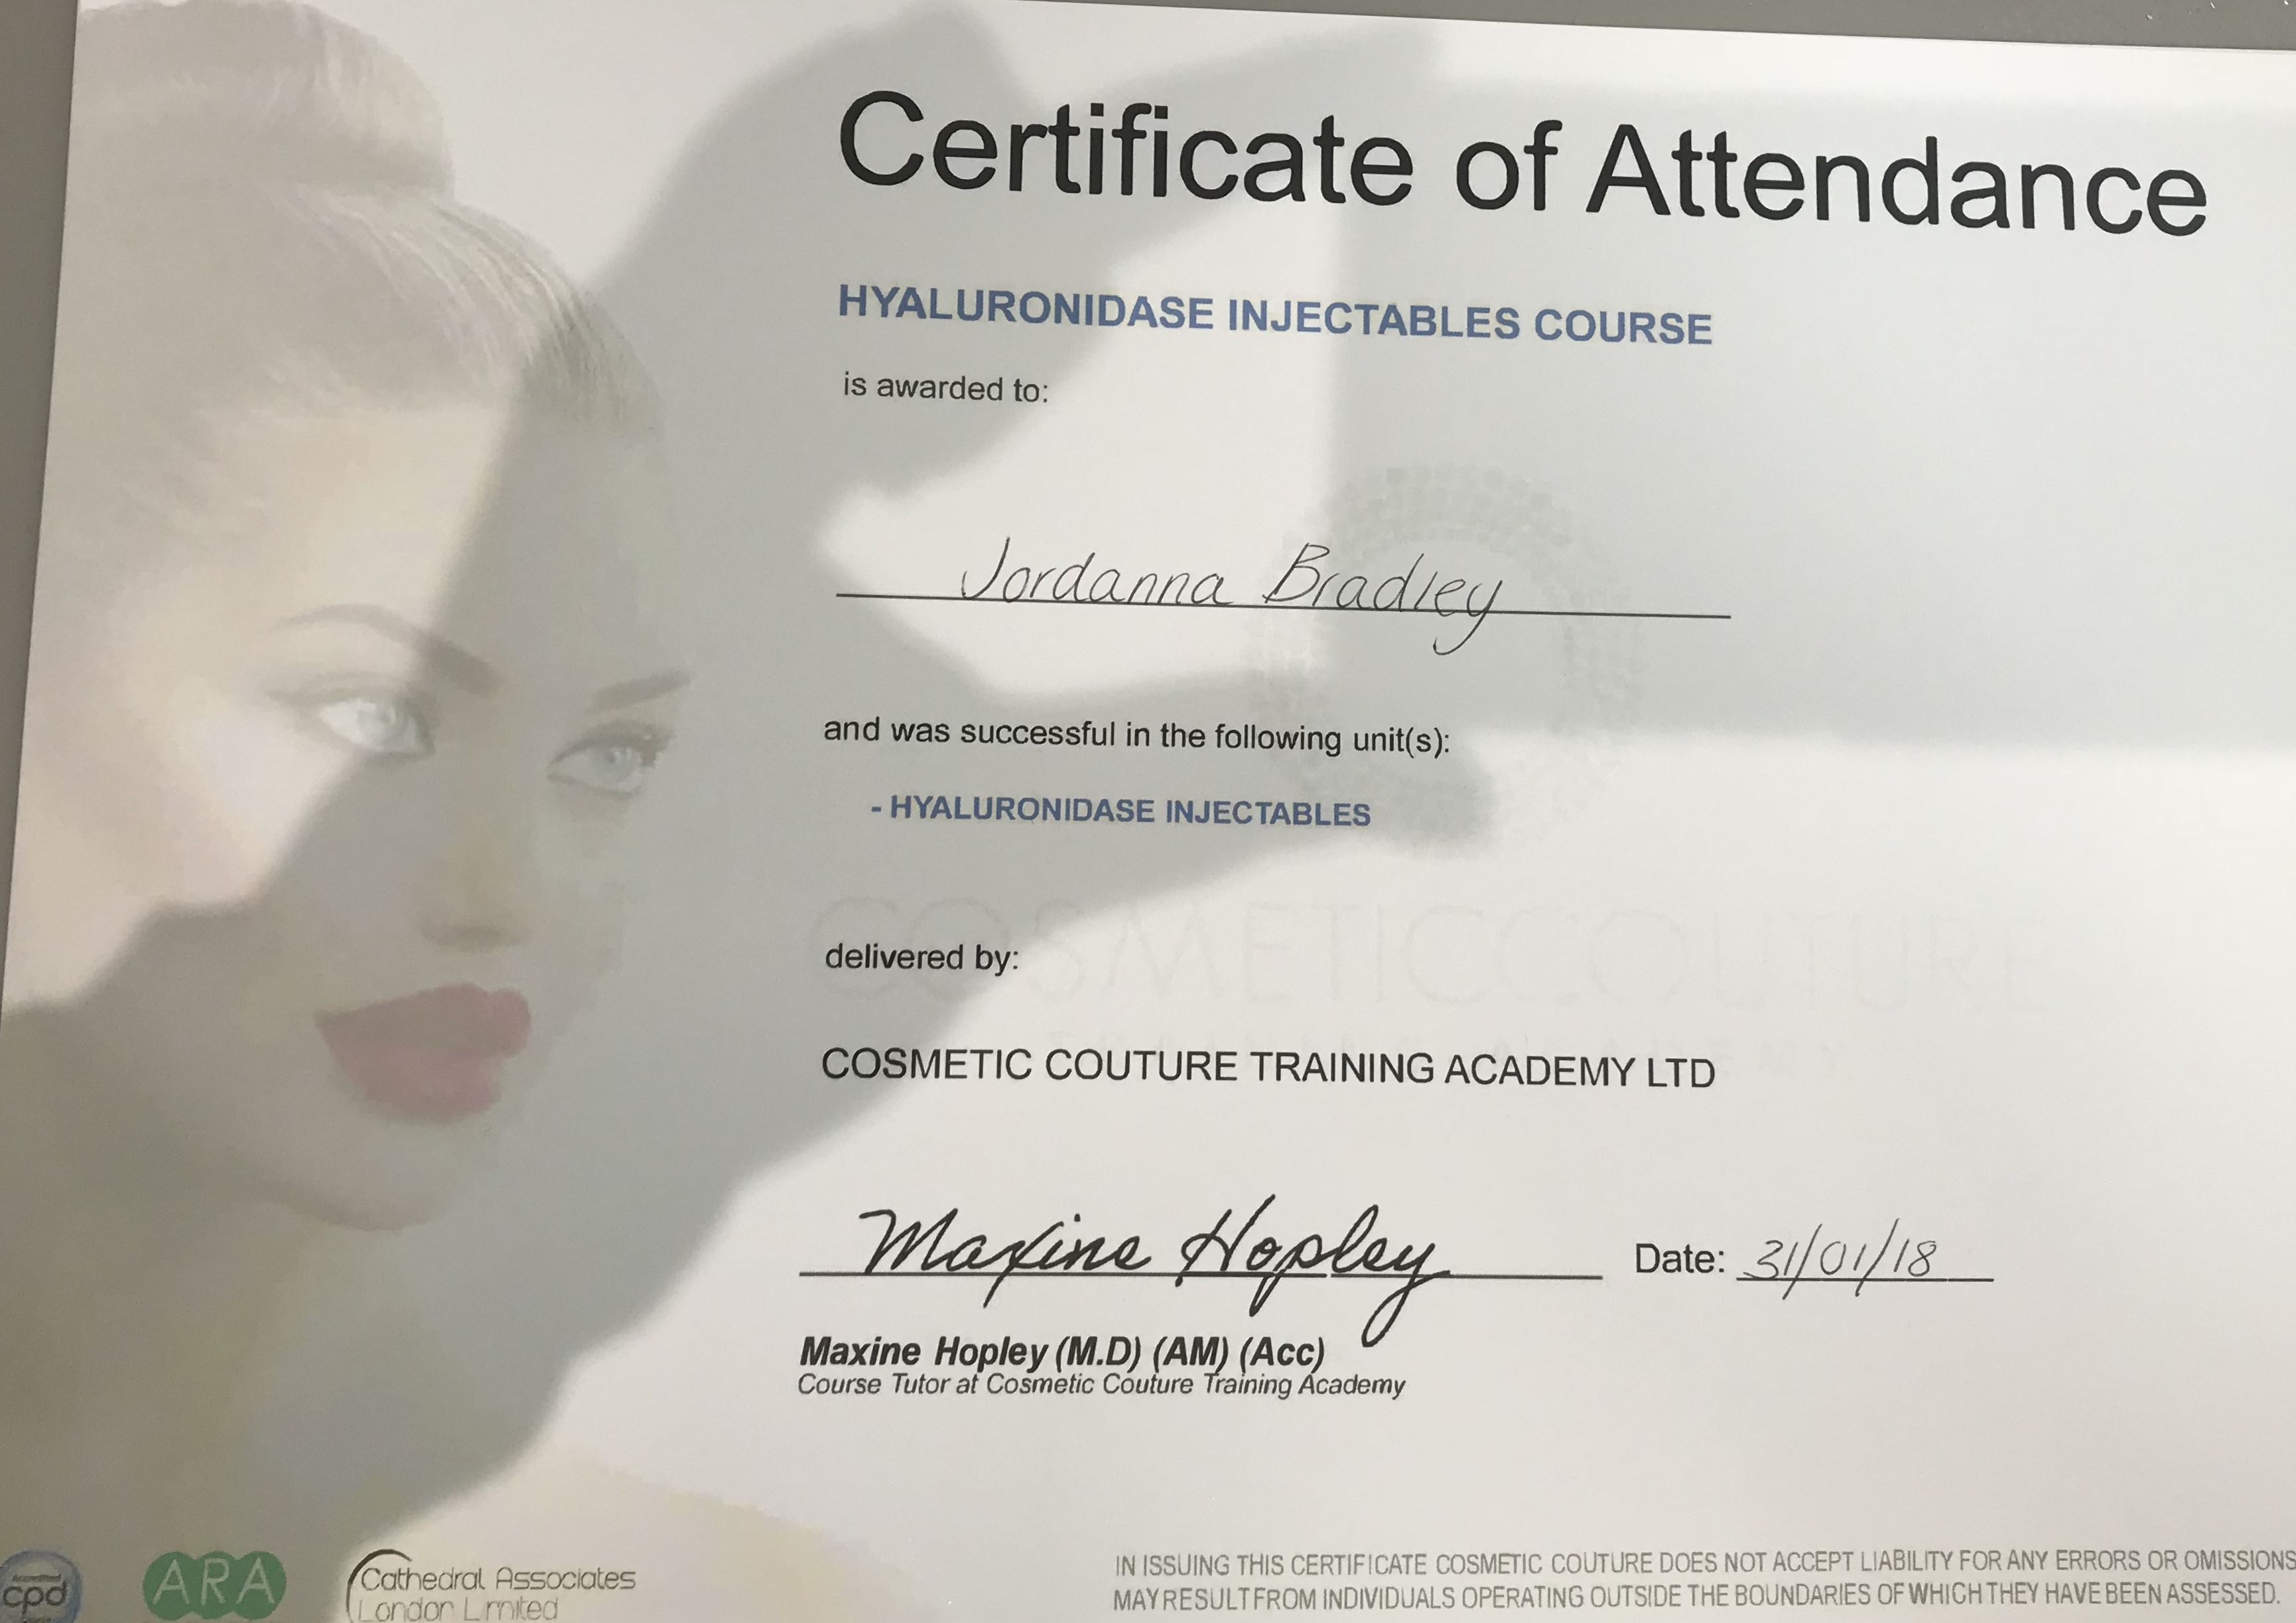 Certificate of Attendance
HYALURONIDASE INJECTABLES COURSE
is awarded to:
Jordanna Bradley
and was successful in the following unit(s):
- HYALURONIDASE INJECTABLES
COSMETICCOUTURE
delivered by:
TRAINING ACADEMY
COSMETIC COUTURE TRAINING ACADEMY LTD
Maxine Hopley
Date: 31/01/18
Maxine Hopley (M.D) (AM) (Acc)
Course Tutor at Cosmetic Couture Training Academy
cpd
ARA
Cathedral Associates
London Limited
IN ISSUING THIS CERTIFICATE COSMETIC COUTURE DOES NOT ACCEPT LIABILITY FOR ANY ERRORS OR OMISSIONS
MAY RESULT FROM INDIVIDUALS OPERATING OUTSIDE THE BOUNDARIES OF WHICH THEY HAVE BEEN ASSESSED.